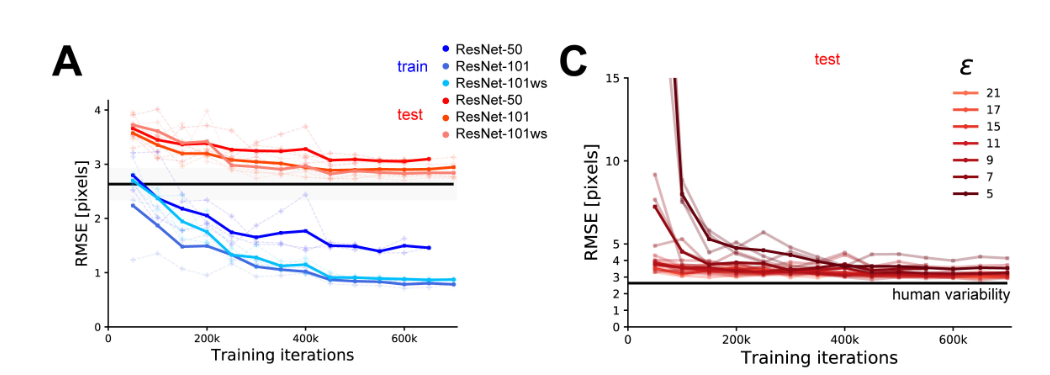 A
train
test
ResNet-50
ResNet-101
ResNet-101ws
ResNet-50
ResNet-101
ResNet-101ws
RMSE [pixels]
4
3
2
1
0
0
200k
400k
600k
Training iterations
C
test
ε
21
17
15
11
9
7
5
RMSE [pixels]
15
10
5
4
3
2
1
0
human variability
0
200k
400k
600k
Training iterations